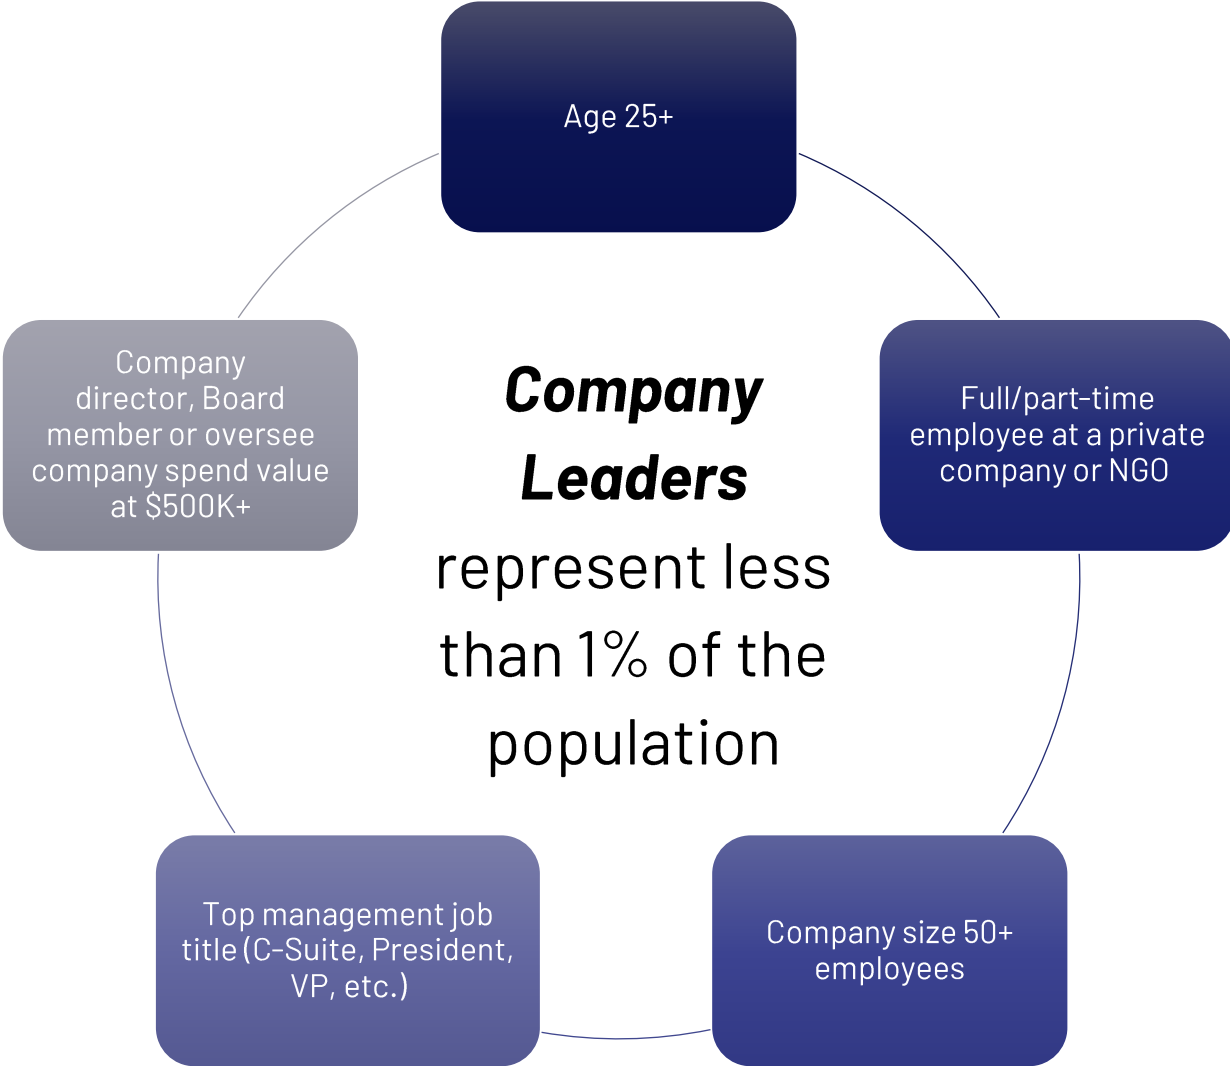 Age 25+
Full/part-time
employee at a private
company or NGO
Company size 50+
employees
Top management job
title (C-Suite, President,
VP, etc.)
Company
director, Board
member or oversee
company spend value
at $500K+
Company
Leaders
represent less
than 1% of the
population